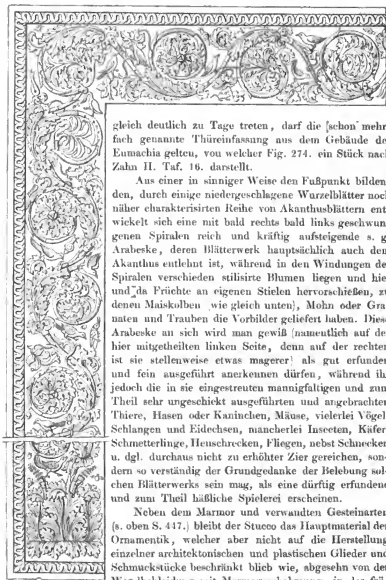 gleich deutlich zu Tage treten, darf die (schon mehr
fach genannte Thüreinfassung aus dem Gebäude de
Eumachia gelten, von welcher Fig. 274. ein Stück nac
Zahn II. Taf. 16. darstellt.
Aus einer in sinniger Weise den Fußpunkt bilden
den, durch einige niedergeschlagene Wurzelblätter noc
näher charakterisirten Reihe von Akanthusblättern ent
wickelt sich eine mit bald rechts bald links geschwun
genen Spiralen reich und kräftig aufsteigende s. g
Arabeske, deren Blätterwerk hauptsächlich auch den
Akanthus entlehnt ist, während in den Windungen de
Spiralen verschieden stilisirte Blumen liegen und hie
und da Früchte an eigenen Stielen hervorschießen, zu
denen Maiskolben wie gleich unten), Mohn oder Gra
naten und Trauben die Vorbilder geliefert haben. Dies
Arabeske an sich wird man gewiß (namentlich auf de
hier mitgetheilten linken Seite, denn auf der rechten
ist sie stellenweise etwas magerer) als gut erfunden
und fein ausgeführt anerkennen dürfen, während ih
jedoch die in sie eingestreuten mannigfaltigen und zum
Theil sehr ungeschickt ausgeführten und angebrachten
Thiere, Hasen oder Kaninchen, Mäuse, vielerlei Vögel
Schlangen und Eidechsen, mancherlei Insecten, Käfer
Schmetterlinge, Heuschrecken, Fliegen, nebst Schnecken
u. dgl. durchaus nicht zu erhöhter Zier gereichen, son-
dern so verständig der Grundgedanke der Belebung sol-
chen Blätterwerks sein mag, als eine dürftig erfundene
und zum Theil häßliche Spielerei erscheinen.
Neben dem Marmor und verwandten Gesteinarten
(s. oben S. 447.) bleibt der Stucco das Hauptmaterial der
Ornamentik, welcher aber nicht auf die Herstellung
einzelner architektonischen und plastischen Glieder und
Schmuckstücke beschränkt blieb wie, abgesehn von de